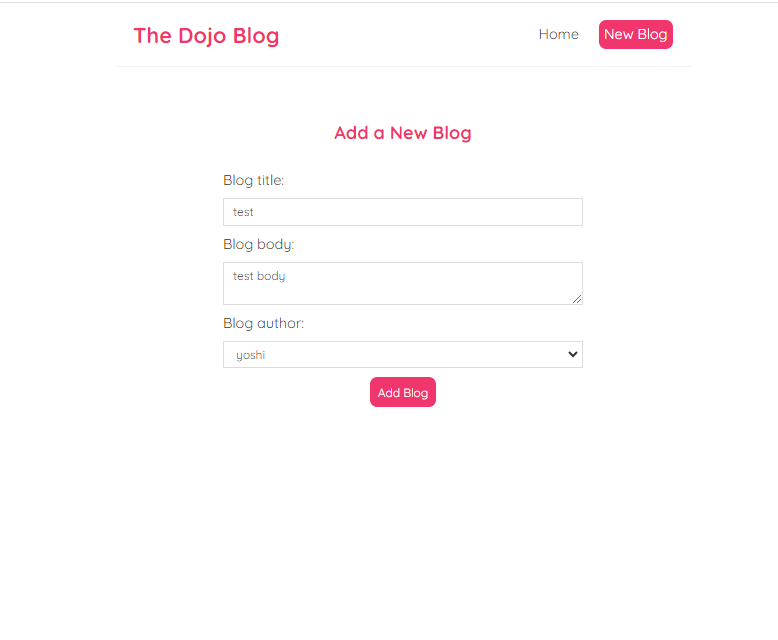 The Dojo Blog
Home
New Blog
Add a New Blog
Blog title:
test
Blog body:
test body
Blog author:
yoshi
Add Blog